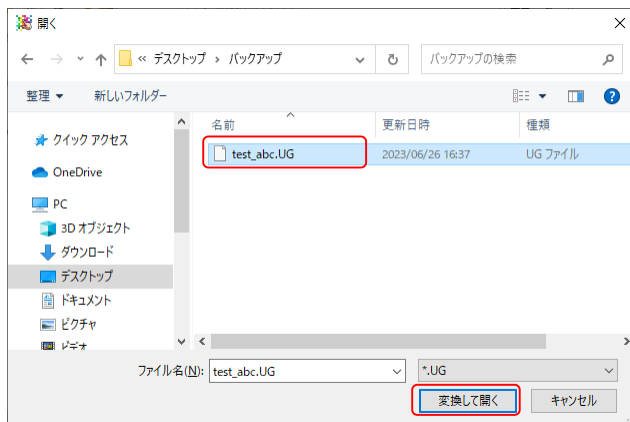 開く
« デスクトップ › バックアップ
バックアップの検索
整理 新しいフォルダー
名前 更新日時 種類
クイック アクセス
test_abc.UG 2023/06/26 16:37 UG ファイル
OneDrive
PC
3D オブジェクト
ダウンロード
デスクトップ
ドキュメント
ピクチャ
ビデオ
ファイル名(N): test_abc.UG *.UG
変換して開く キャンセル